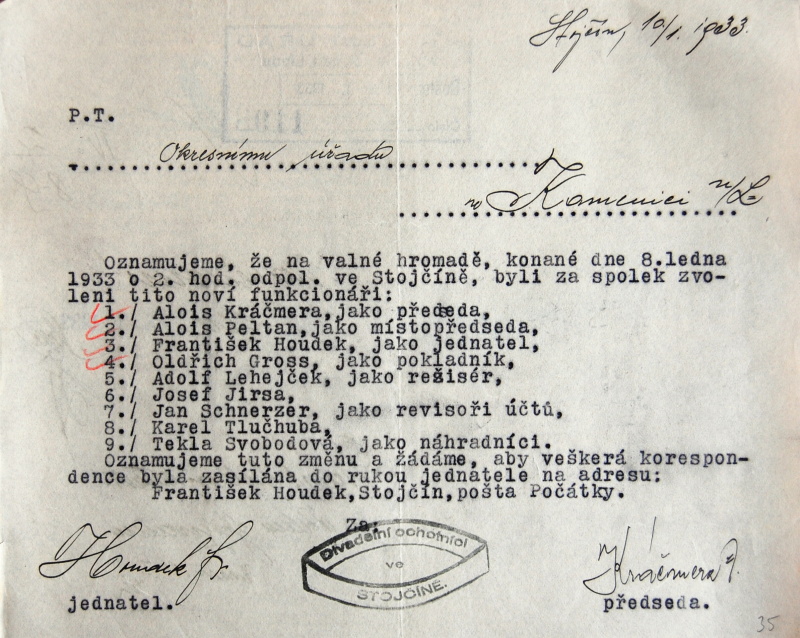 Stojčín, 10/1. 1933.
P.T.
Okresnímu úřadu
v Kamenici n/L
Oznamujeme, že na valné hromadě, konané dne 8.ledna
1933 o 2. hod. odpol. ve Stojčíně, byli za spolek zvo-
leni tito noví funkcionáři:
1./ Alois Kráčmera,jako předseda,
2./ Alois Peltan,jako místopředseda,
3./ František Houdek, jako jednatel,
4./ Oldřich Gross, jako pokladník,
5./ Adolf Lehejček, jako režisér,
6./ Josef Jirsa,
7./ Jan Schnerzer, jako revisoři účtů,
8./ Karel Tlučhuba,
9./ Tekla Svobodová, jako náhradníci.
Oznamujeme tuto změnu a žádáme, aby veškerá korespon-
dence byla zasílána do rukou jednatele na adresu:
František Houdek,Stojčín,pošta Počátky.
Za:
Divadelní ochotníci
ve
STOJČÍNĚ.
Houdek Fr
jednatel.
Kráčmera A.
předseda.
35